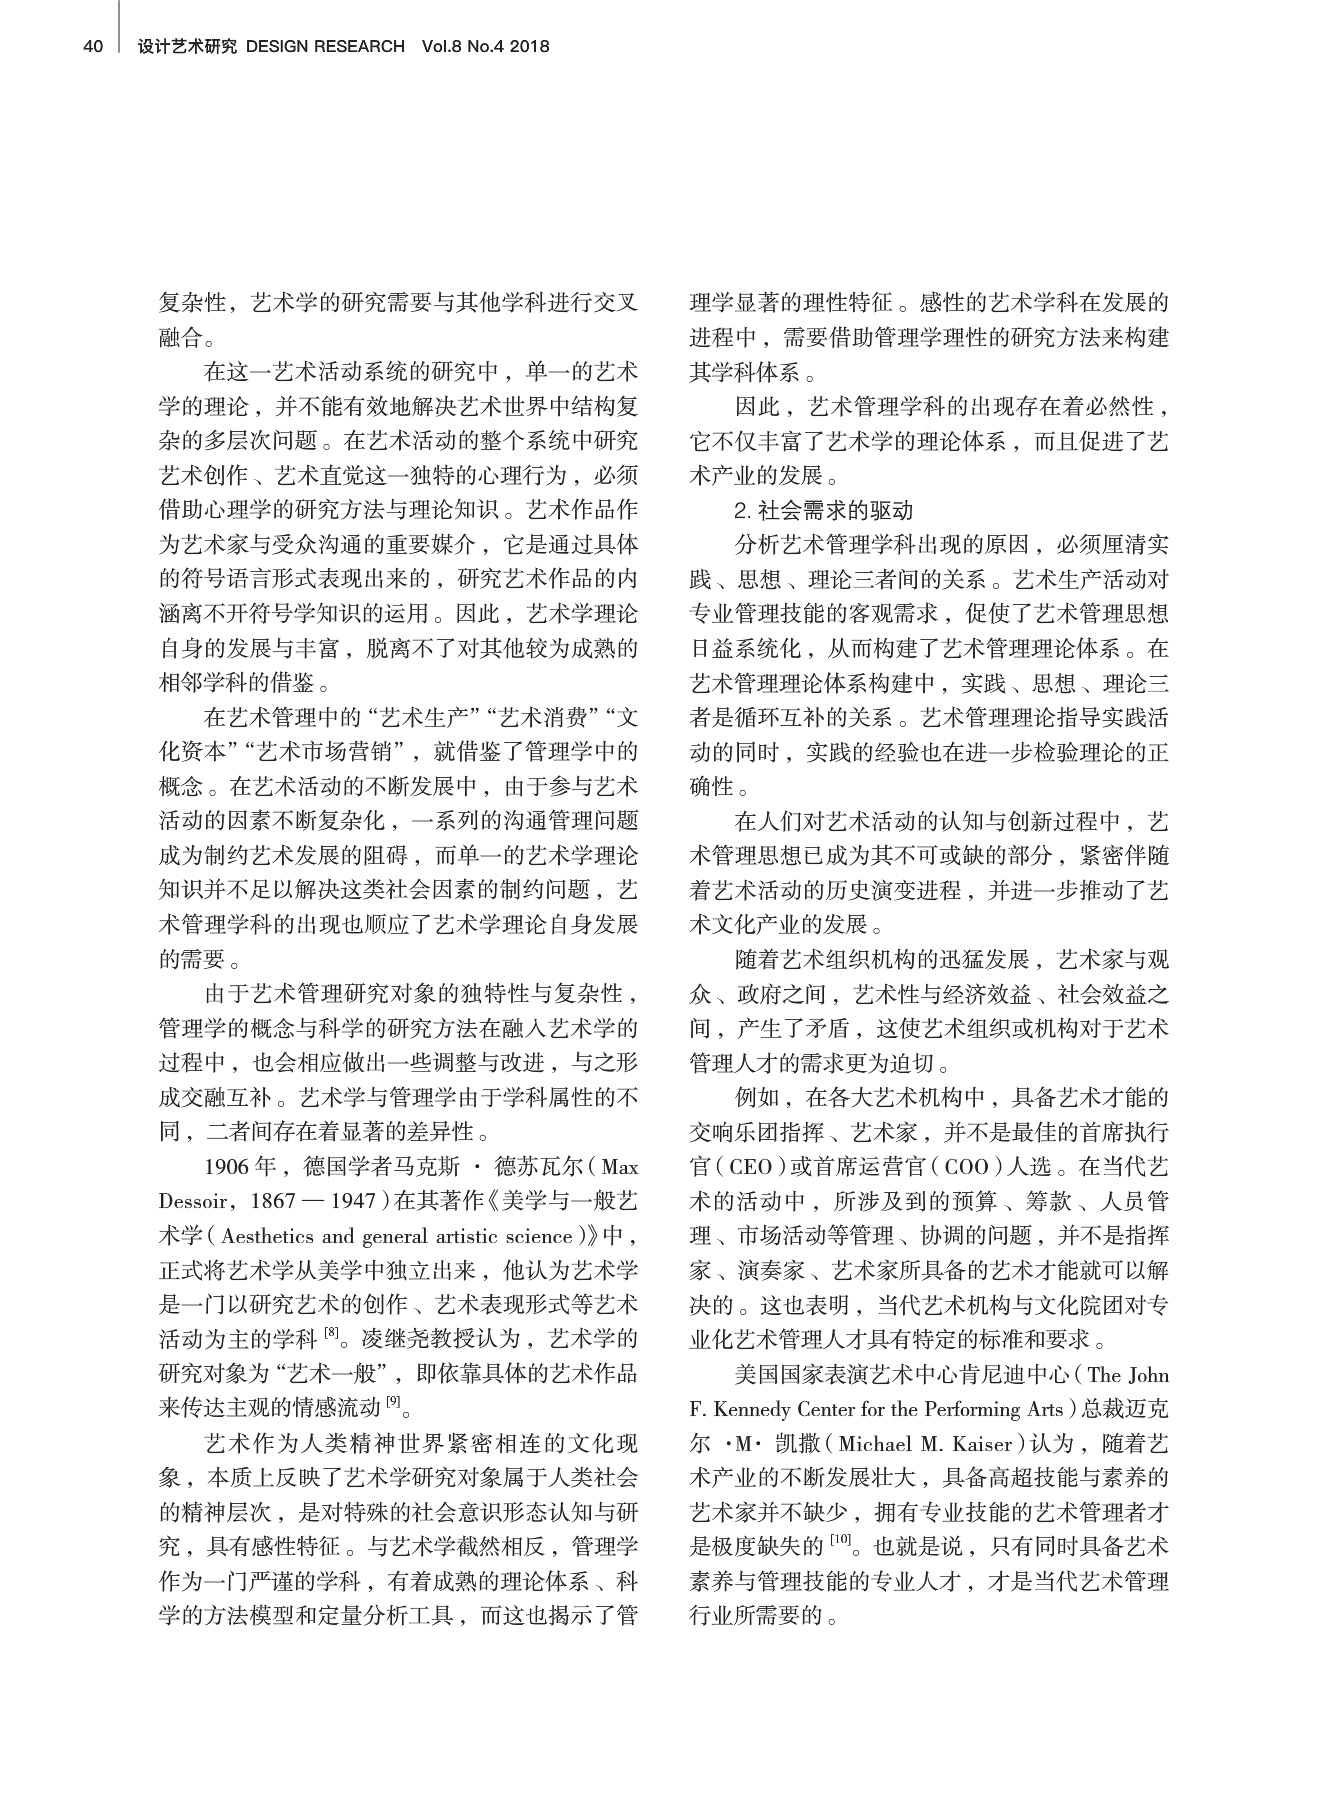 40 设计艺术研究 DESIGN RESEARCH Vol.8 No.4 2018
复杂性，艺术学的研究需要与其他学科进行交叉
融合。
在这一艺术活动系统的研究中，单一的艺术
学的理论，并不能有效地解决艺术世界中结构复
杂的多层次问题。在艺术活动的整个系统中研究
艺术创作、艺术直觉这一独特的心理行为，必须
借助心理学的研究方法与理论知识。艺术作品作
为艺术家与受众沟通的重要媒介，它是通过具体
的符号语言形式表现出来的，研究艺术作品的内
涵离不开符号学知识的运用。因此，艺术学理论
自身的发展与丰富，脱离不了对其他较为成熟的
相邻学科的借鉴。
在艺术管理中的“艺术生产”“艺术消费”“文
化资本”“艺术市场营销”，就借鉴了管理学中的
概念。在艺术活动的不断发展中，由于参与艺术
活动的因素不断复杂化，一系列的沟通管理问题
成为制约艺术发展的阻碍，而单一的艺术学理论
知识并不足以解决这类社会因素的制约问题，艺
术管理学科的出现也顺应了艺术学理论自身发展
的需要。
由于艺术管理研究对象的独特性与复杂性，
管理学的概念与科学的研究方法在融入艺术学的
过程中，也会相应做出一些调整与改进，与之形
成交融互补。艺术学与管理学由于学科属性的不
同，二者间存在着显著的差异性。
1906 年，德国学者马克斯 · 德苏瓦尔（Max
Dessoir，1867 — 1947）在其著作《美学与一般艺
术学（Aesthetics and general artistic science）》中，
正式将艺术学从美学中独立出来，他认为艺术学
是一门以研究艺术的创作、艺术表现形式等艺术
活动为主的学科 [8]。凌继尧教授认为，艺术学的
研究对象为“艺术一般”，即依靠具体的艺术作品
来传达主观的情感流动 [9]。
艺术作为人类精神世界紧密相连的文化现
象，本质上反映了艺术学研究对象属于人类社会
的精神层次，是对特殊的社会意识形态认知与研
究，具有感性特征。与艺术学截然相反，管理学
作为一门严谨的学科，有着成熟的理论体系、科
学的方法模型和定量分析工具，而这也揭示了管
理学显著的理性特征。感性的艺术学科在发展的
进程中，需要借助管理学理性的研究方法来构建
其学科体系。
因此，艺术管理学科的出现存在着必然性，
它不仅丰富了艺术学的理论体系，而且促进了艺
术产业的发展。
2. 社会需求的驱动
分析艺术管理学科出现的原因，必须厘清实
践、思想、理论三者间的关系。艺术生产活动对
专业管理技能的客观需求，促使了艺术管理思想
日益系统化，从而构建了艺术管理理论体系。在
艺术管理理论体系构建中，实践、思想、理论三
者是循环互补的关系。艺术管理理论指导实践活
动的同时，实践的经验也在进一步检验理论的正
确性。
在人们对艺术活动的认知与创新过程中，艺
术管理思想已成为其不可或缺的部分，紧密伴随
着艺术活动的历史演变进程，并进一步推动了艺
术文化产业的发展。
随着艺术组织机构的迅猛发展，艺术家与观
众、政府之间，艺术性与经济效益、社会效益之
间，产生了矛盾，这使艺术组织或机构对于艺术
管理人才的需求更为迫切。
例如，在各大艺术机构中，具备艺术才能的
交响乐团指挥、艺术家，并不是最佳的首席执行
官（CEO）或首席运营官（COO）人选。在当代艺
术的活动中，所涉及到的预算、筹款、人员管
理、市场活动等管理、协调的问题，并不是指挥
家、演奏家、艺术家所具备的艺术才能就可以解
决的。这也表明，当代艺术机构与文化院团对专
业化艺术管理人才具有特定的标准和要求。
美国国家表演艺术中心肯尼迪中心（The John
F. Kennedy Center for the Performing Arts）总裁迈克
尔 ·M· 凯撒（Michael M. Kaiser）认为，随着艺
术产业的不断发展壮大，具备高超技能与素养的
艺术家并不缺少，拥有专业技能的艺术管理者才
是极度缺失的 [10]。也就是说，只有同时具备艺术
素养与管理技能的专业人才，才是当代艺术管理
行业所需要的。